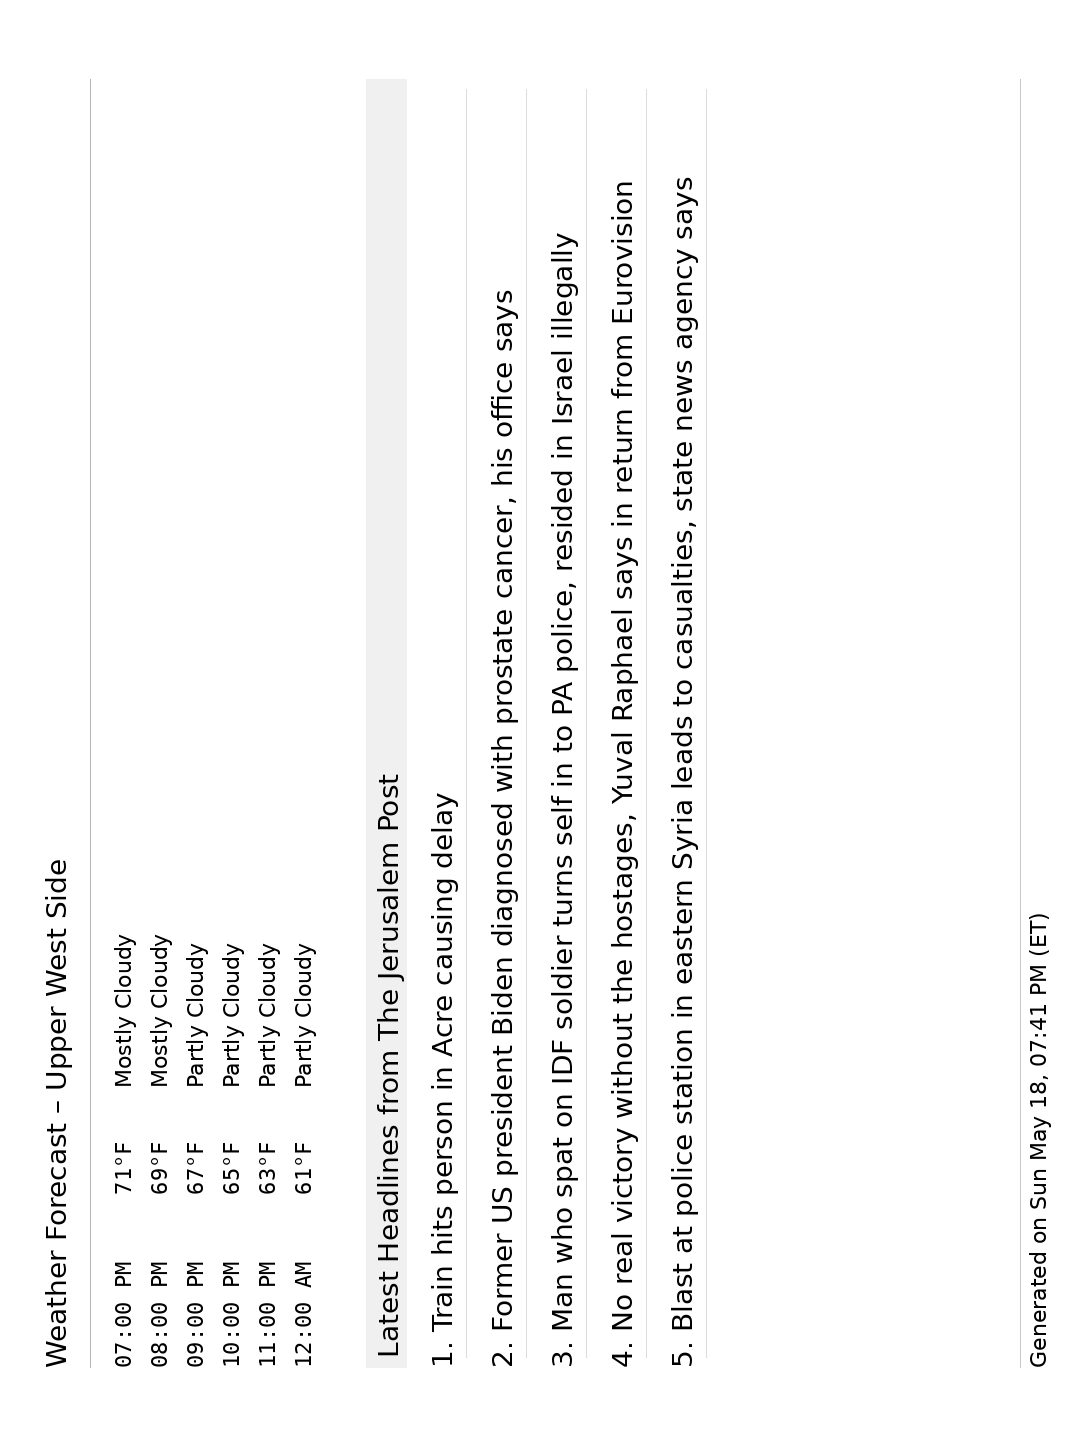 Weather Forecast – Upper West Side
07:00 PM 71°F Mostly Cloudy
08:00 PM 69°F Mostly Cloudy
09:00 PM 67°F Partly Cloudy
10:00 PM 65°F Partly Cloudy
11:00 PM 63°F Partly Cloudy
12:00 AM 61°F Partly Cloudy
Latest Headlines from The Jerusalem Post
1. Train hits person in Acre causing delay
2. Former US president Biden diagnosed with prostate cancer, his office says
3. Man who spat on IDF soldier turns self in to PA police, resided in Israel illegally
4. No real victory without the hostages, Yuval Raphael says in return from Eurovision
5. Blast at police station in eastern Syria leads to casualties, state news agency says
Generated on Sun May 18, 07:41 PM (ET)